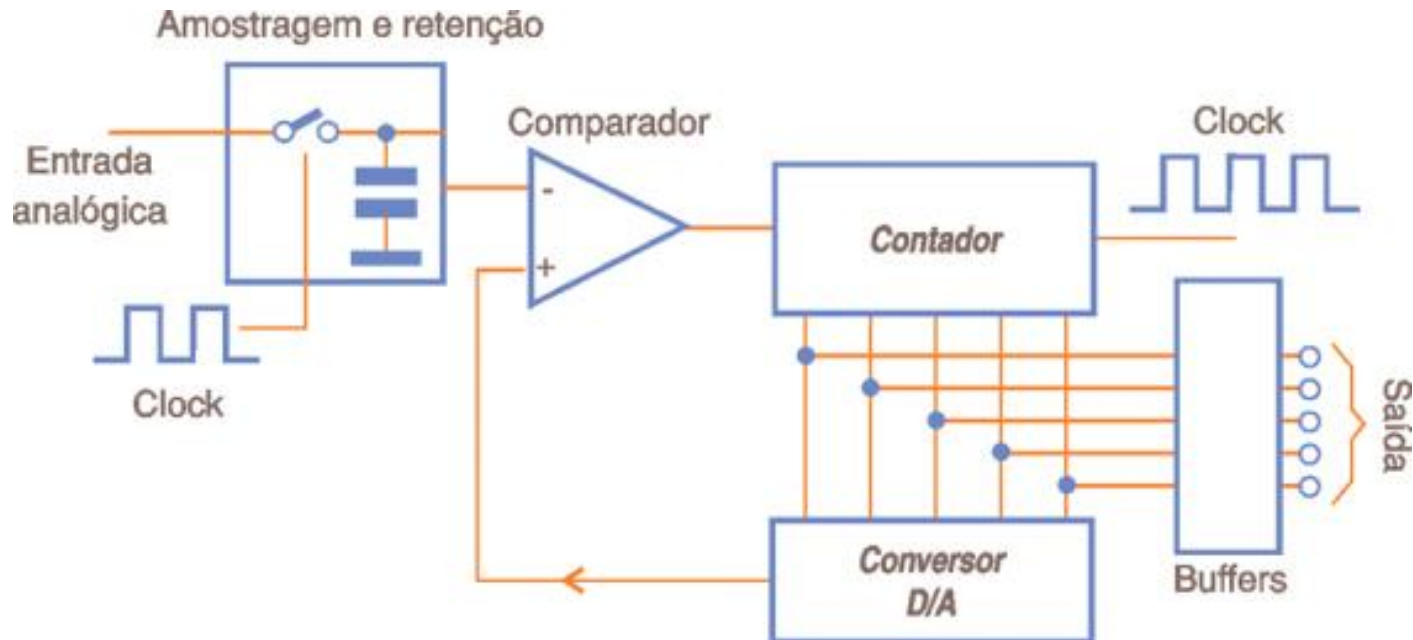 Amostragem e retenção
Entrada
analógica
Clock
Comparador
-
+
Contador
Clock
Conversor
D/A
Buffers
Saída